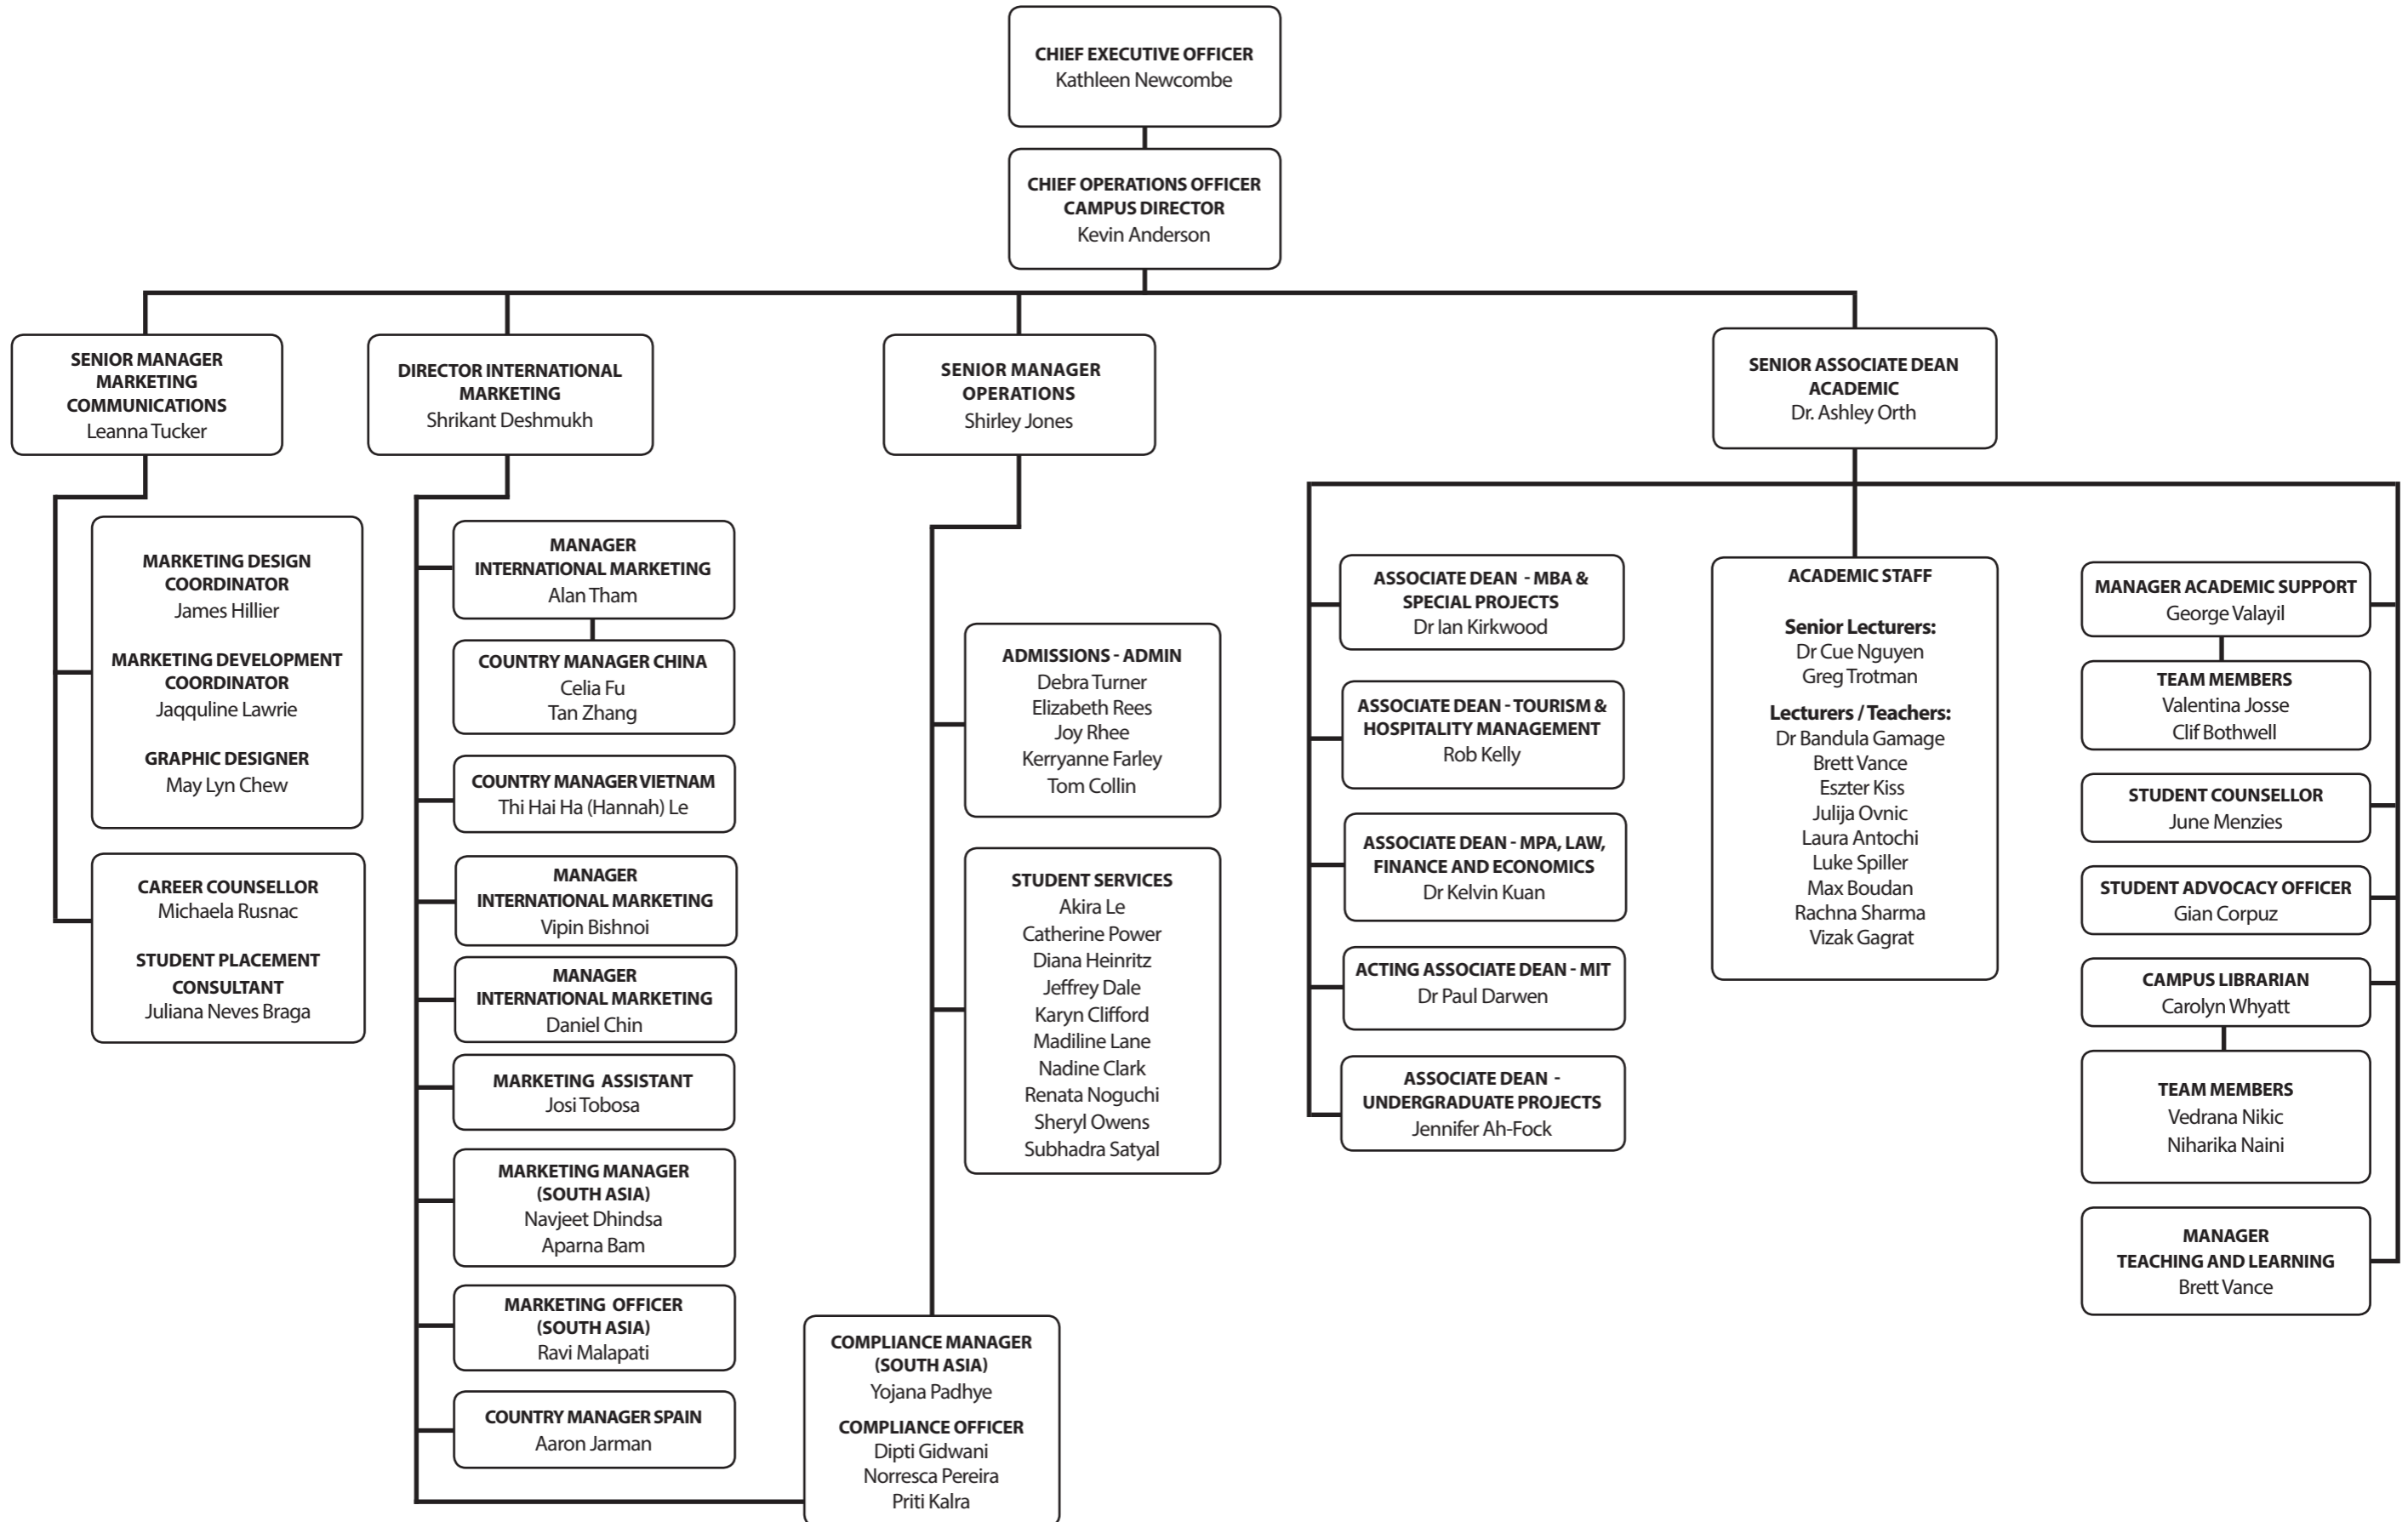 CHIEF EXECUTIVE OFFICER
Kathleen Newcombe
CHIEF OPERATIONS OFFICER
CAMPUS DIRECTOR
Kevin Anderson
SENIOR MANAGER
MARKETING
COMMUNICATIONS
Leanna Tucker
DIRECTOR INTERNATIONAL
MARKETING
Shrikant Deshmukh
SENIOR MANAGER
OPERATIONS
Shirley Jones
SENIOR ASSOCIATE DEAN
ACADEMIC
Dr. Ashley Orth
MARKETING DESIGN
COORDINATOR
James Hillier
MARKETING DEVELOPMENT
COORDINATOR
Jaqquline Lawrie
GRAPHIC DESIGNER
May Lyn Chew
CAREER COUNSELLOR
Michaela Rusnac
STUDENT PLACEMENT
CONSULTANT
Juliana Neves Braga
MANAGER
INTERNATIONAL MARKETING
Alan Tham
COUNTRY MANAGER CHINA
Celia Fu
Tan Zhang
COUNTRY MANAGER VIETNAM
Thi Hai Ha (Hannah) Le
MANAGER
INTERNATIONAL MARKETING
Vipin Bishnoi
MANAGER
INTERNATIONAL MARKETING
Daniel Chin
MARKETING ASSISTANT
Josi Tobosa
MARKETING MANAGER
(SOUTH ASIA)
Navjeet Dhindsa
Aparna Bam
MARKETING OFFICER
(SOUTH ASIA)
Ravi Malapati
COUNTRY MANAGER SPAIN
Aaron Jarman
ADMISSIONS - ADMIN
Debra Turner
Elizabeth Rees
Joy Rhee
Kerryanne Farley
Tom Collin
STUDENT SERVICES
Akira Le
Catherine Power
Diana Heinritz
Jeffrey Dale
Karyn Clifford
Madiline Lane
Nadine Clark
Renata Noguchi
Sheryl Owens
Subhadra Satyal
COMPLIANCE MANAGER
(SOUTH ASIA)
Yojana Padhye
COMPLIANCE OFFICER
Dipti Gidwani
Norresca Pereira
Priti Kalra
ASSOCIATE DEAN - MBA &
SPECIAL PROJECTS
Dr Ian Kirkwood
ASSOCIATE DEAN - TOURISM &
HOSPITALITY MANAGEMENT
Rob Kelly
ASSOCIATE DEAN - MPA, LAW,
FINANCE AND ECONOMICS
Dr Kelvin Kuan
ACTING ASSOCIATE DEAN - MIT
Dr Paul Darwen
ASSOCIATE DEAN -
UNDERGRADUATE PROJECTS
Jennifer Ah-Fock
ACADEMIC STAFF
Senior Lecturers:
Dr Cue Nguyen
Greg Trotman
Lecturers / Teachers:
Dr Bandula Gamage
Brett Vance
Eszter Kiss
Julija Ovnic
Laura Antochi
Luke Spiller
Max Boudan
Rachna Sharma
Vizak Gagrat
MANAGER ACADEMIC SUPPORT
George Valayil
TEAM MEMBERS
Valentina Josse
Clif Bothwell
STUDENT COUNSELLOR
June Menzies
STUDENT ADVOCACY OFFICER
Gian Corpuz
CAMPUS LIBRARIAN
Carolyn Whyatt
TEAM MEMBERS
Vedrana Nikic
Niharika Naini
MANAGER
TEACHING AND LEARNING
Brett Vance